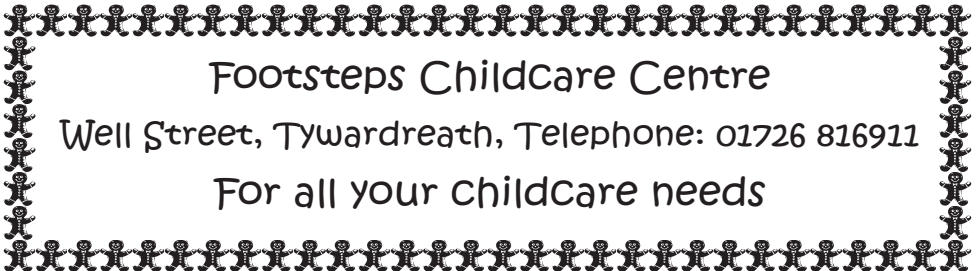 Footsteps Childcare Centre
Well Street, Tywardreath, Telephone: 01726 816911
For all your childcare needs